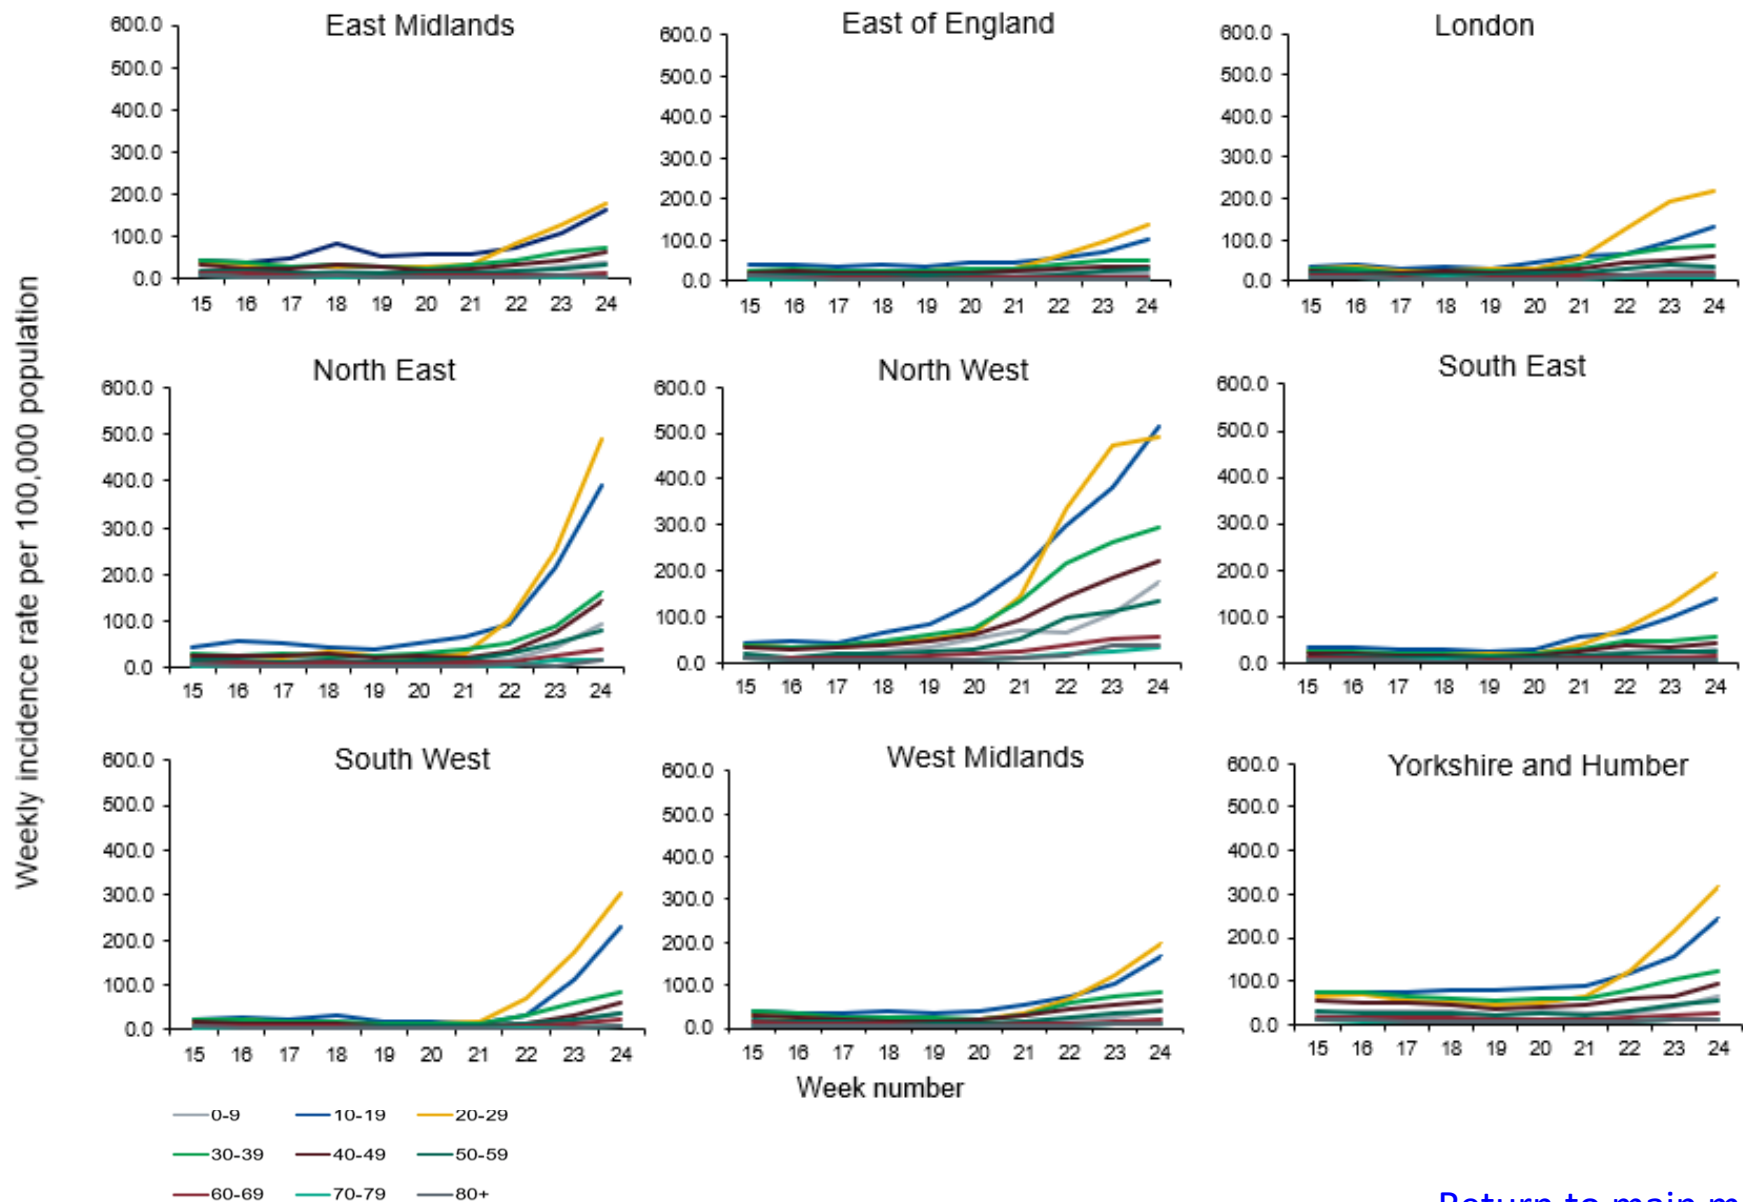 Weekly incidence rate per 100,000 population
East Midlands
600.0
500.0
400.0
300.0
200.0
100.0
0.0
15 16 17 18 19 20 21 22 23 24
East of England
600.0
500.0
400.0
300.0
200.0
100.0
0.0
15 16 17 18 19 20 21 22 23 24
London
600.0
500.0
400.0
300.0
200.0
100.0
0.0
15 16 17 18 19 20 21 22 23 24
North East
600.0
500.0
400.0
300.0
200.0
100.0
0.0
15 16 17 18 19 20 21 22 23 24
North West
600.0
500.0
400.0
300.0
200.0
100.0
0.0
15 16 17 18 19 20 21 22 23 24
South East
600.0
500.0
400.0
300.0
200.0
100.0
0.0
15 16 17 18 19 20 21 22 23 24
South West
600.0
500.0
400.0
300.0
200.0
100.0
0.0
15 16 17 18 19 20 21 22 23 24
West Midlands
600.0
500.0
400.0
300.0
200.0
100.0
0.0
15 16 17 18 19 20 21 22 23 24
Yorkshire and Humber
600.0
500.0
400.0
300.0
200.0
100.0
0.0
15 16 17 18 19 20 21 22 23 24
Week number
0-9 10-19 20-29
30-39 40-49 50-59
60-69 70-79 80+
Return to main m